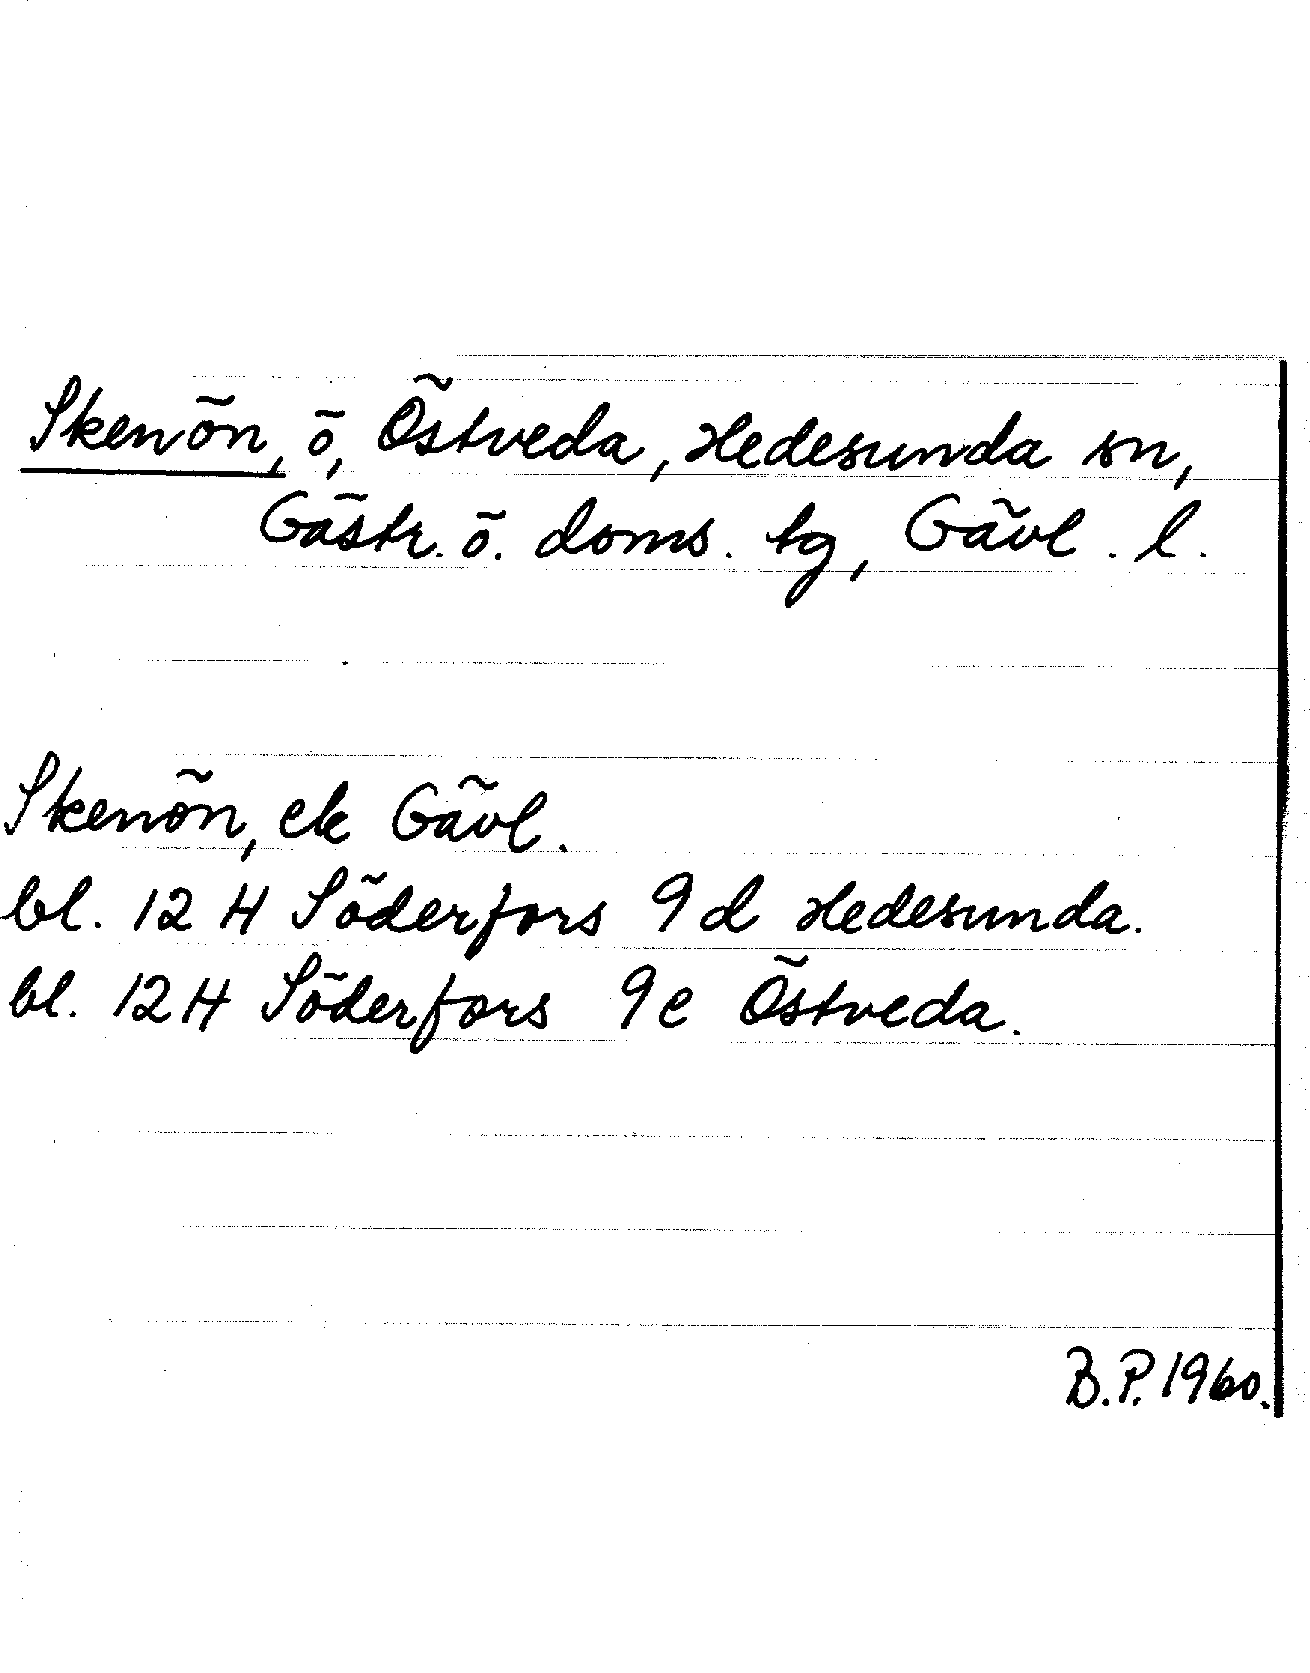 Skenön, ö, Östveda, Hedesunda sn,
Gästr. ö. doms. tg, Gävl. l.
Skenön, ek Gävl.
bl. 12 H Söderfors 9 d Hedesunda.
bl. 12 H Söderfors 9 e Östveda.
B.P. 1960.